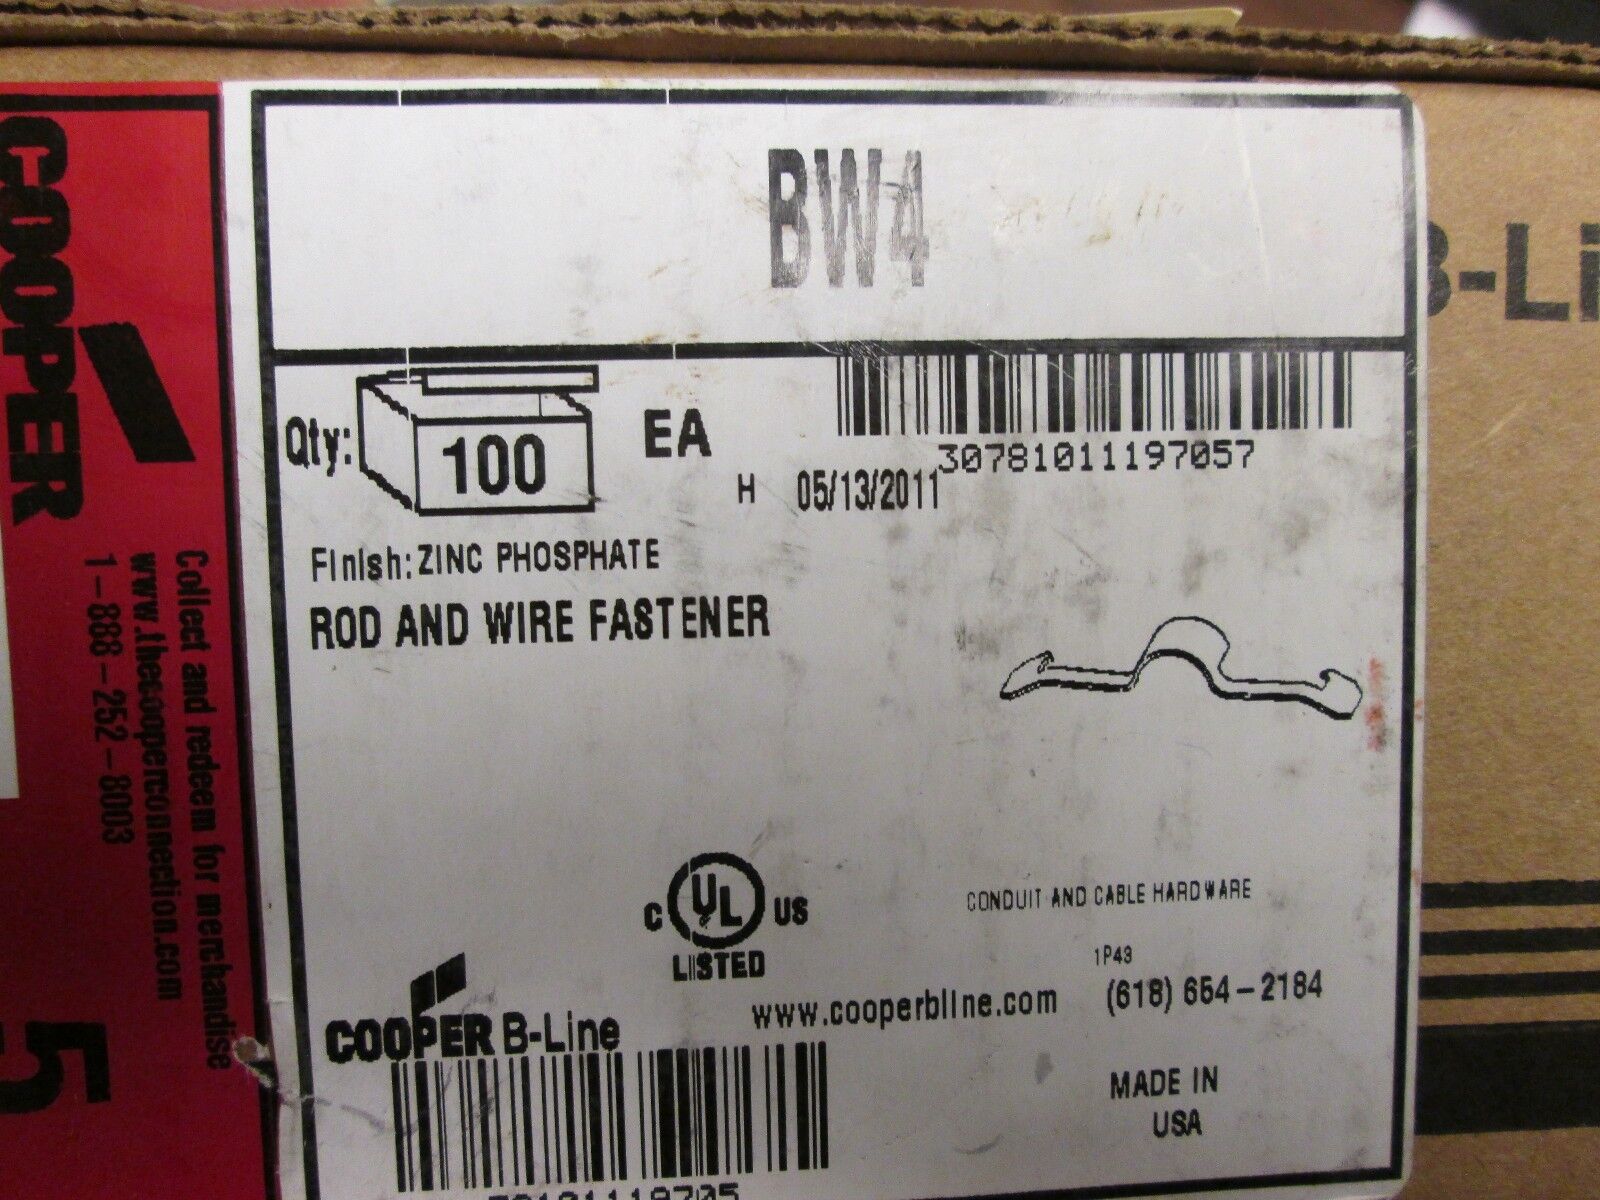 BW4
Qty: 100 EA
30781011197057
H 05/13/2011
Finish: ZINC PHOSPHATE
ROD AND WIRE FASTENER
C UL US
LISTED
CONDUIT AND CABLE HARDWARE
1P43
(618) 654-2184
www.cooperbline.com
COOPER B-Line
MADE IN
USA
COOPER
Collect and redeem for merchandise
www.thecooperconnection.com
1-888-252-8003
5
B-Li